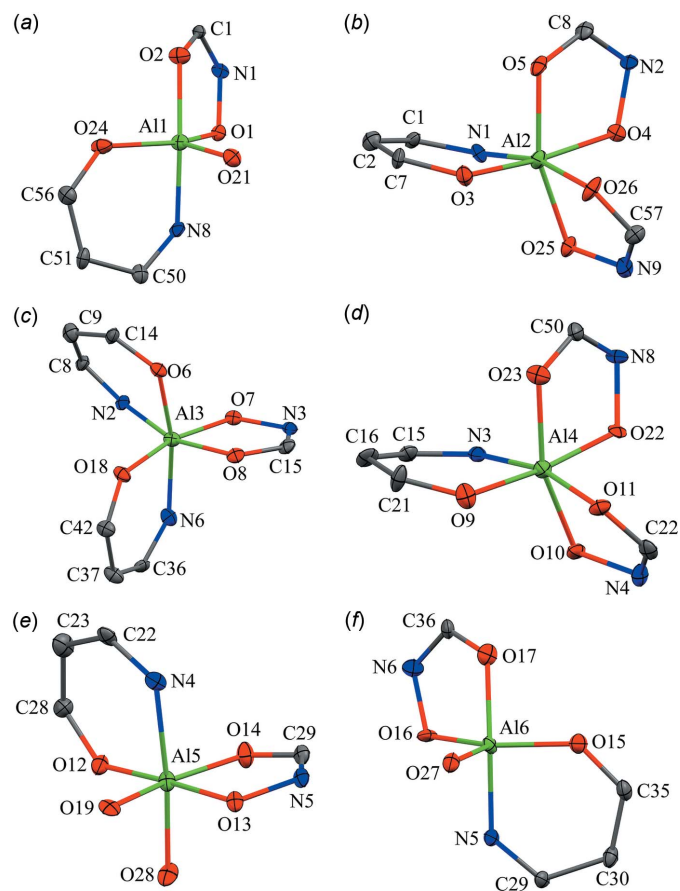 (a)
C1
O2
N1
O24
Al1
O1
O21
C56
N8
C51
C50
(b)
C8
O5
N2
C1
N1
Al2
O4
C2
C7
O3
O26
C57
O25
N9
(c)
C9
C14
C8
O6
O7
N3
N2
Al3
O18
O8
C15
C42
N6
C37
C36
(d)
C50
N8
O23
C16
C15
N3
Al4
O22
C21
O9
O11
C22
O10
N4
(e)
C23
C22
N4
C28
O14
C29
Al5
O12
O19
O13
N5
O28
(f)
C36
O17
N6
Al6
O16
O15
O27
C35
N5
C29
C30